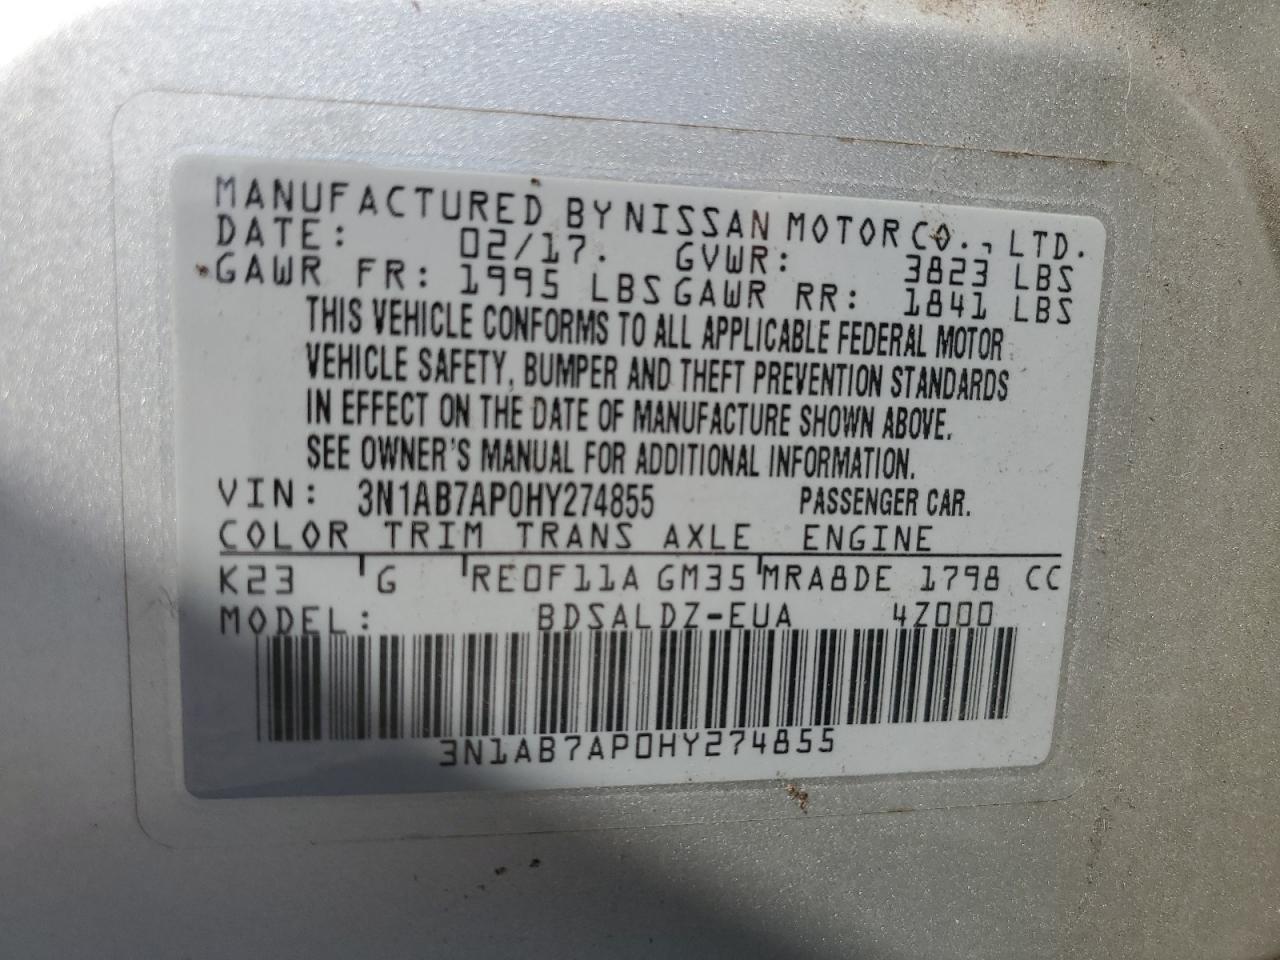 MANUFACTURED BY NISSAN MOTOR CO., LTD.
DATE: 02/17. GVWR: 3823 LBS
GAWR FR: 1995 LBS GAWR RR: 1841 LBS
THIS VEHICLE CONFORMS TO ALL APPLICABLE FEDERAL MOTOR
VEHICLE SAFETY, BUMPER AND THEFT PREVENTION STANDARDS
IN EFFECT ON THE DATE OF MANUFACTURE SHOWN ABOVE.
SEE OWNER'S MANUAL FOR ADDITIONAL INFORMATION.
VIN: 3N1AB7AP0HY274855 PASSENGER CAR.
COLOR TRIM TRANS AXLE ENGINE
K23 G RE0F11A GM35 MRA8DE 1798 CC
MODEL: BDSALDZ-EUA 4Z000
3N1AB7AP0HY274855